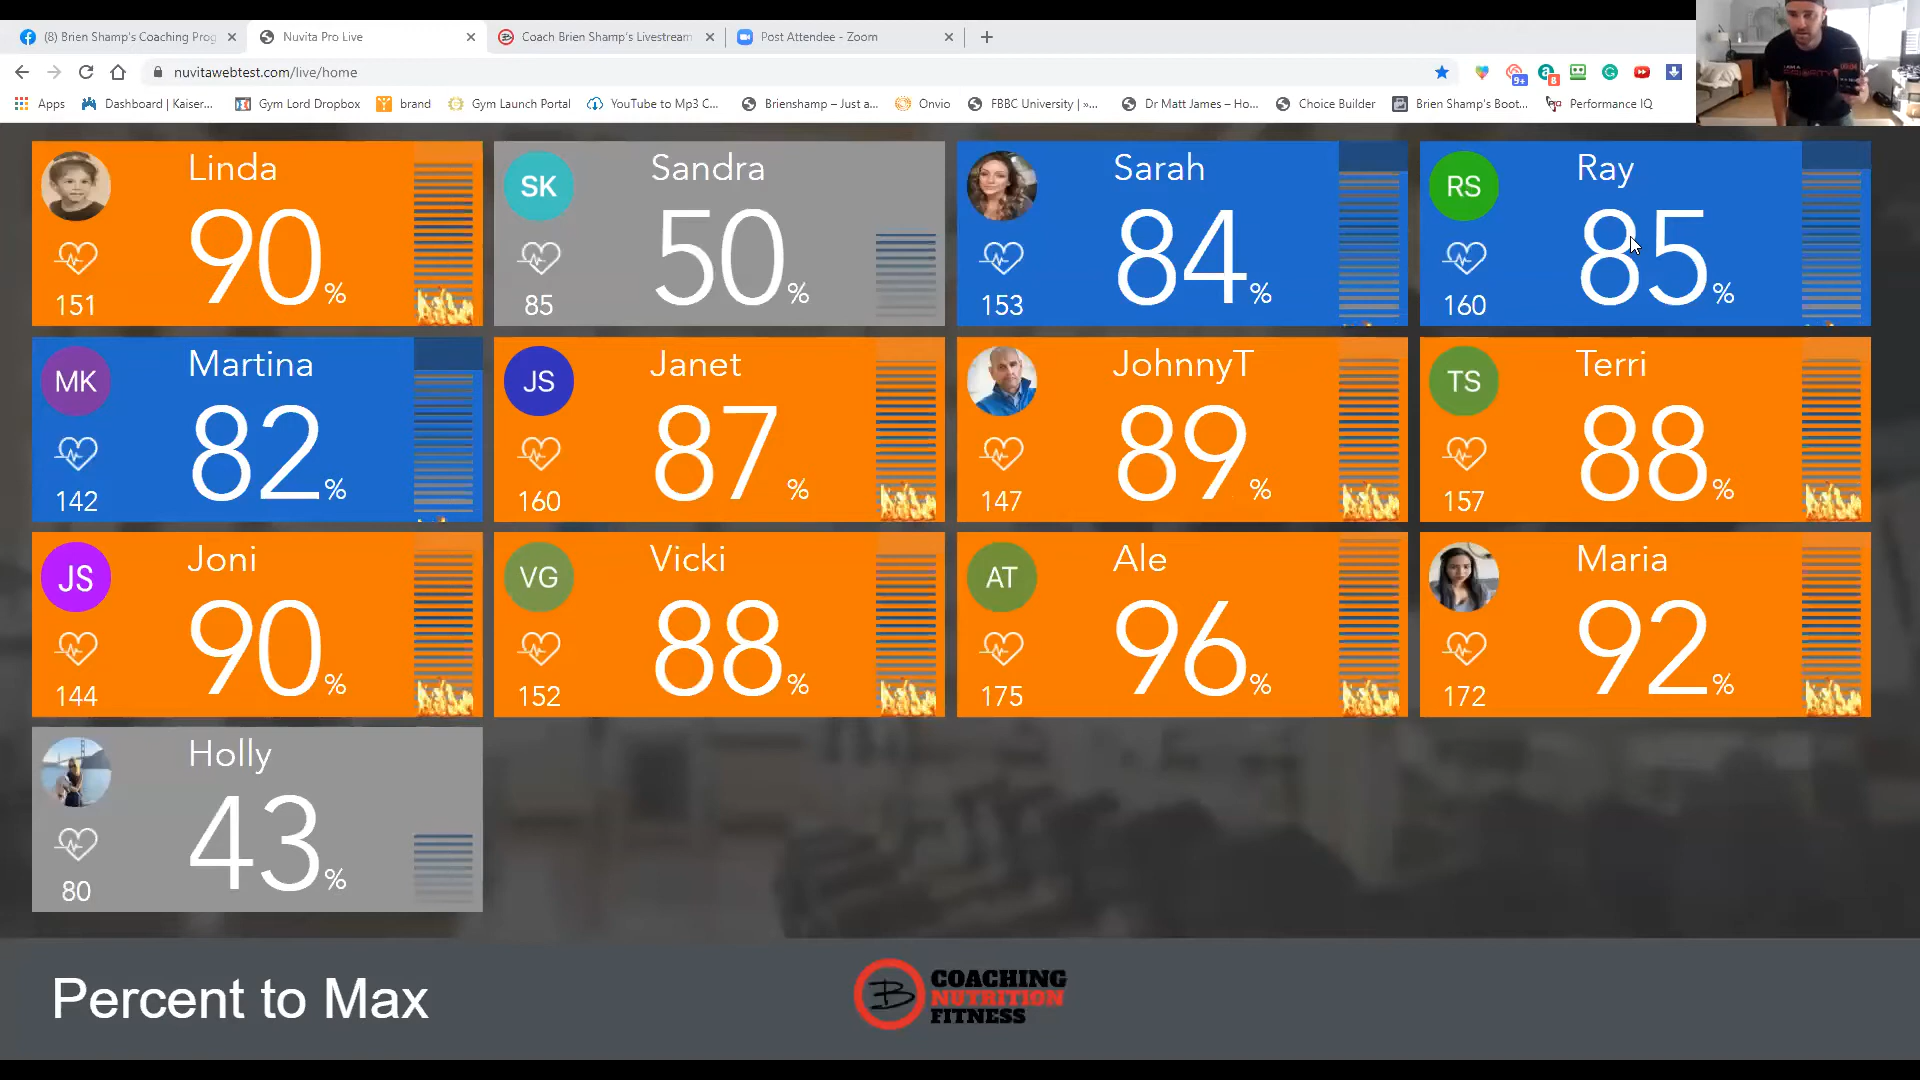 (8) Brien Shamp's Coaching Prog
Nuvita Pro Live
Coach Brien Shamp's Livestream
Post Attendee - Zoom
nuvitawebtest.com/live/home
9+
8
Apps
Dashboard | Kaiser...
Gym Lord Dropbox
brand
Gym Launch Portal
YouTube to Mp3 C...
Brienshamp – Just a...
Onvio
FBBC University | »...
Dr Matt James – Ho...
Choice Builder
Brien Shamp's Boot...
Performance IQ
Linda
90%
151
SK
Sandra
50%
85
Sarah
84%
153
RS
Ray
85%
160
MK
Martina
82%
142
JS
Janet
87%
160
JohnnyT
89%
147
TS
Terri
88%
157
JS
Joni
90%
144
VG
Vicki
88%
152
AT
Ale
96%
175
Maria
92%
172
Holly
43%
80
Percent to Max
B
COACHING
NUTRITION
FITNESS